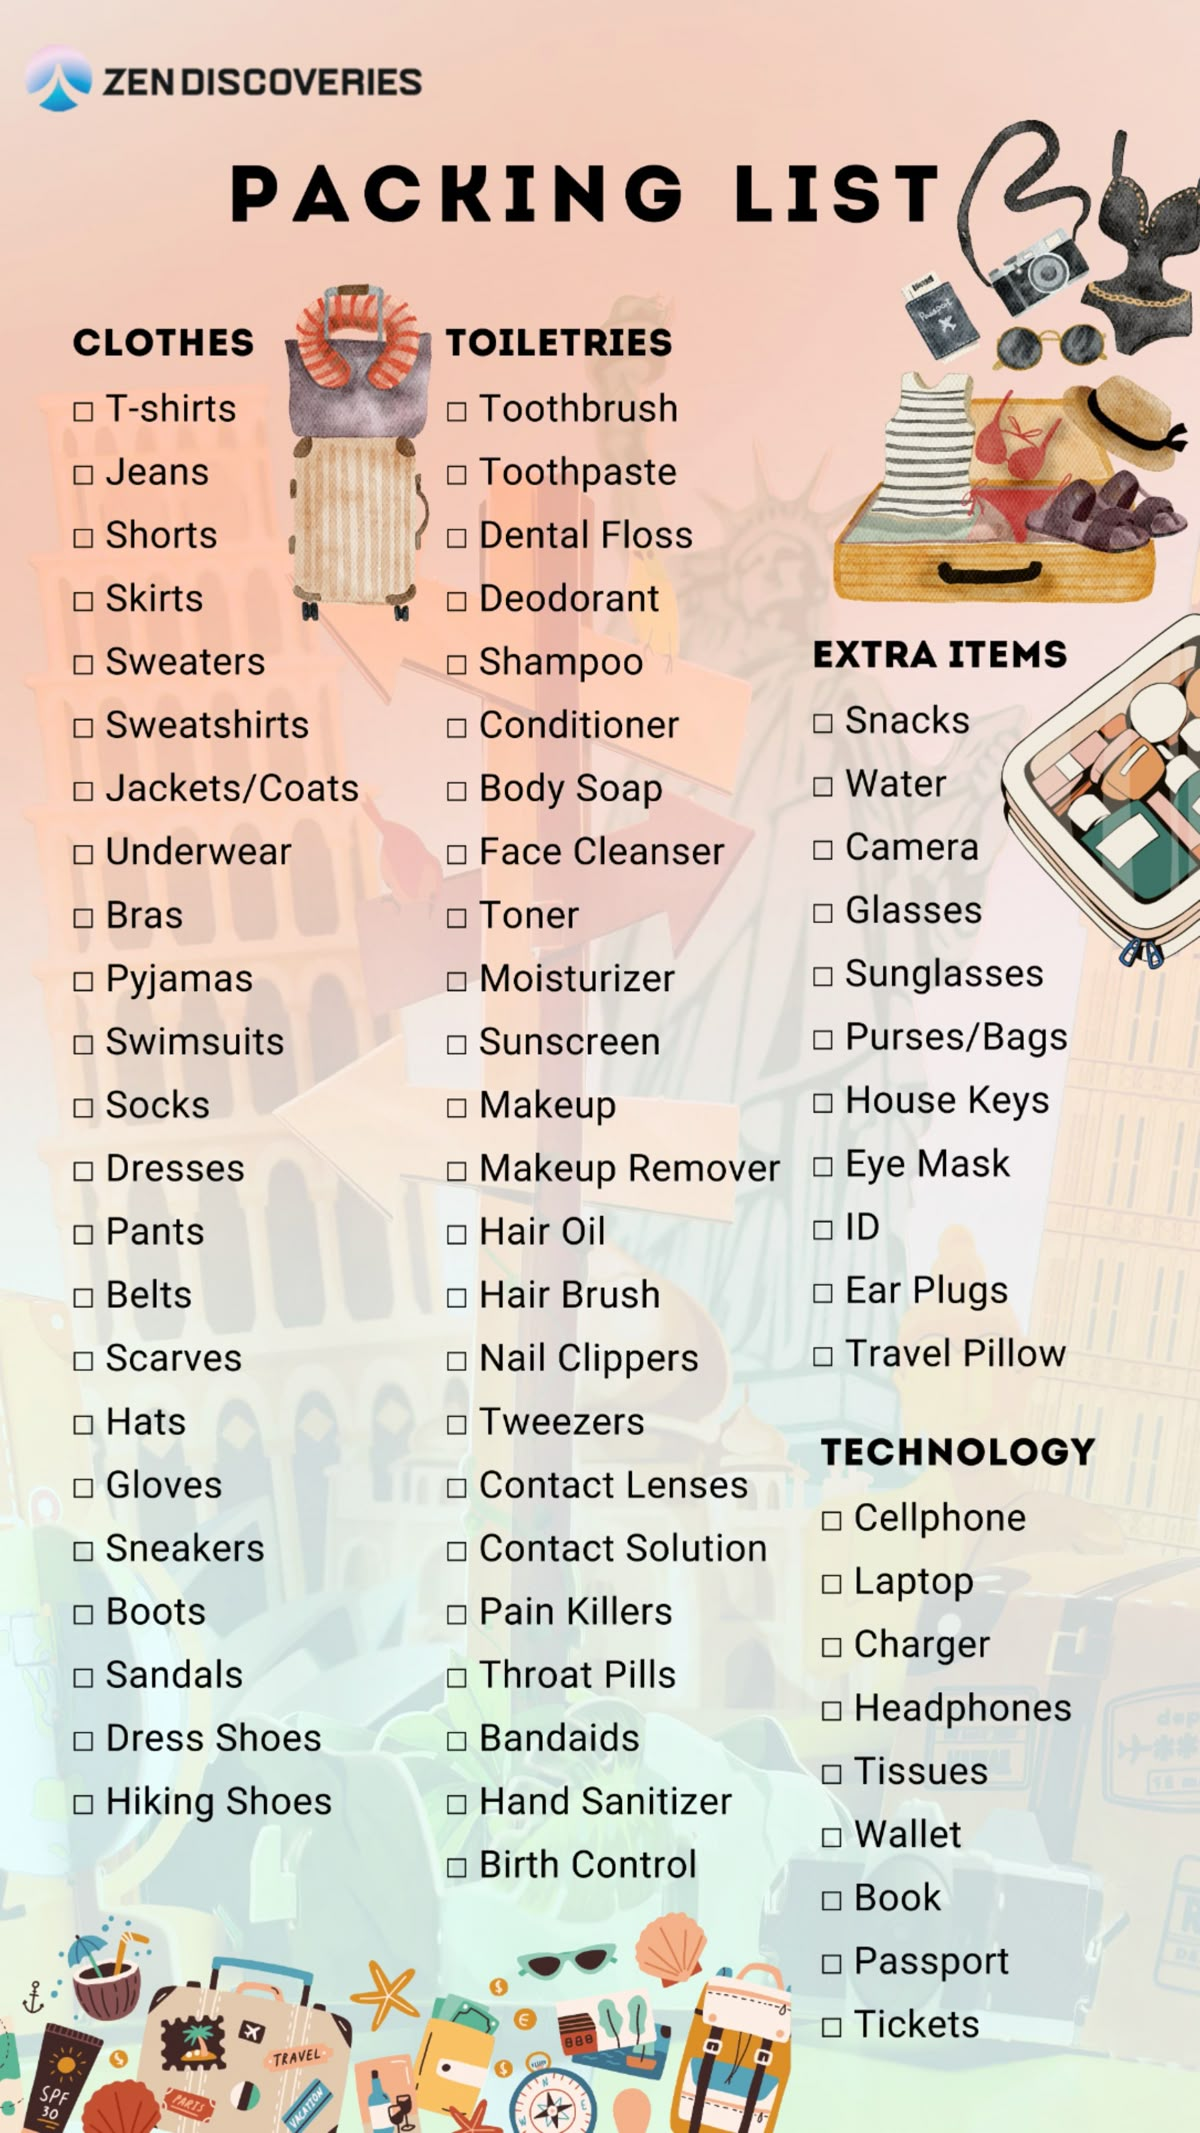 ZEN DISCOVERIES
PACKING LIST
Passport
CLOTHES
□ T-shirts
□ Jeans
□ Shorts
□ Skirts
□ Sweaters
□ Sweatshirts
□ Jackets/Coats
□ Underwear
□ Bras
□ Pyjamas
□ Swimsuits
□ Socks
□ Dresses
□ Pants
□ Belts
□ Scarves
□ Hats
□ Gloves
□ Sneakers
□ Boots
□ Sandals
□ Dress Shoes
□ Hiking Shoes
TOILETRIES
□ Toothbrush
□ Toothpaste
□ Dental Floss
□ Deodorant
□ Shampoo
□ Conditioner
□ Body Soap
□ Face Cleanser
□ Toner
□ Moisturizer
□ Sunscreen
□ Makeup
□ Makeup Remover
□ Hair Oil
□ Hair Brush
□ Nail Clippers
□ Tweezers
□ Contact Lenses
□ Contact Solution
□ Pain Killers
□ Throat Pills
□ Bandaids
□ Hand Sanitizer
□ Birth Control
EXTRA ITEMS
□ Snacks
□ Water
□ Camera
□ Glasses
□ Sunglasses
□ Purses/Bags
□ House Keys
□ Eye Mask
□ ID
□ Ear Plugs
□ Travel Pillow
TECHNOLOGY
□ Cellphone
□ Laptop
□ Charger
□ Headphones
□ Tissues
□ Wallet
□ Book
□ Passport
□ Tickets
SPF
30
TRAVEL
PARIS
VACATION